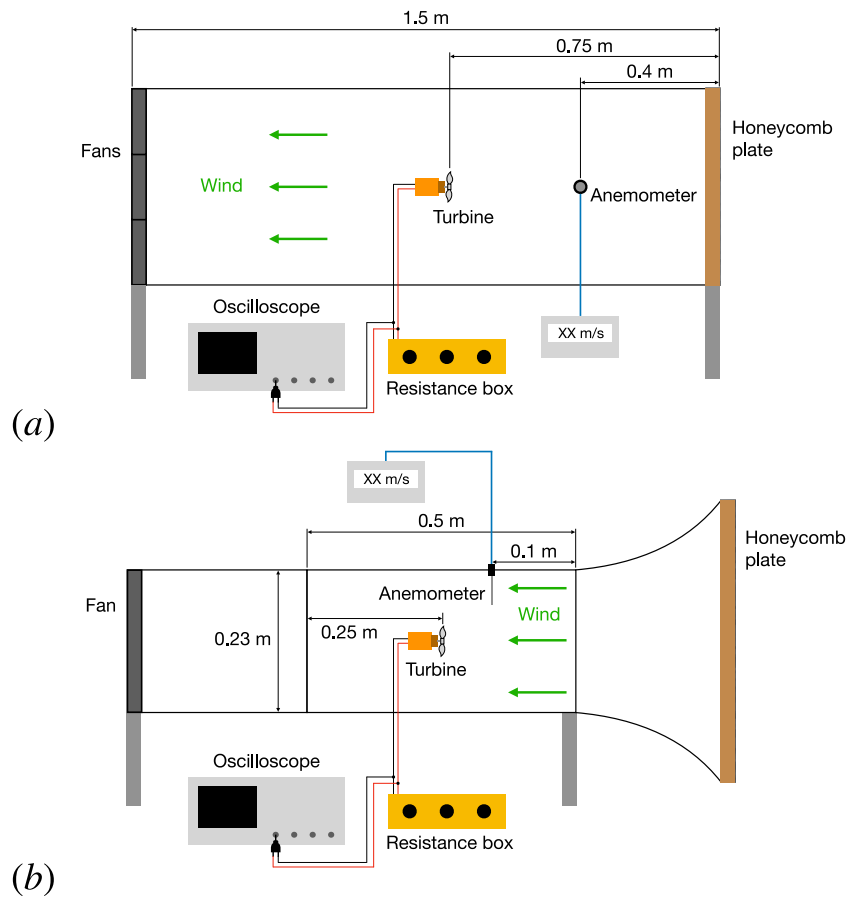 1.5 m
0.75 m
0.4 m
Fans
Wind
Turbine
Anemometer
Honeycomb
plate
Oscilloscope
XX m/s
Resistance box
(a)
XX m/s
0.5 m
0.1 m
Honeycomb
plate
Fan
Anemometer
Wind
0.25 m
0.23 m
Turbine
Oscilloscope
Resistance box
(b)